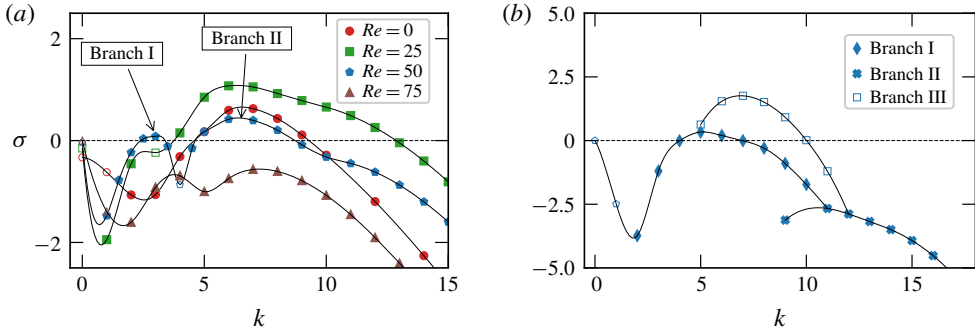 (a)
Branch I
Branch II
Re = 0
Re = 25
Re = 50
Re = 75
σ
2
0
−2
0
5
10
15
k
(b)
Branch I
Branch II
Branch III
5.0
2.5
0
−2.5
−5.0
0
5
10
15
k